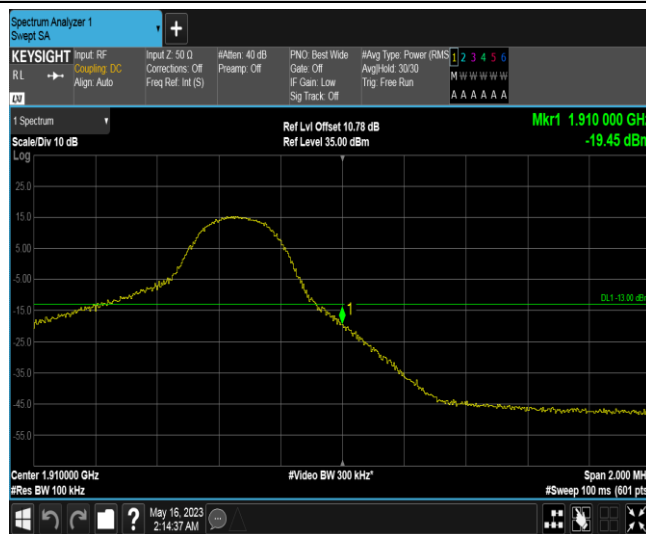 Spectrum Analyzer 1
Swept SA
+
KEYSIGHT Input: RF Input Z: 50 Ω #Atten: 40 dB PNO: Best Wide #Avg Type: Power (RMS 1 2 3 4 5 6
RL Coupling: DC Corrections: Off Preamp: Off Gate: Off Avg|Hold: 30/30 M W W W W W
Align: Auto Freq Ref: Int (S) IF Gain: Low Trig: Free Run
Sig Track: Off A A A A A A
LXI
1 Spectrum Ref Lvl Offset 10.78 dB Mkr1 1.910 000 GHz
Scale/Div 10 dB Ref Level 35.00 dBm -19.45 dBm
Log
25.0
15.0
5.00
-5.00
DL1 -13.00 dBm
-15.0
1
-25.0
-35.0
-45.0
-55.0
Center 1.910000 GHz #Video BW 300 kHz* Span 2.000 MH
#Res BW 100 kHz #Sweep 100 ms (601 pts
? May 16, 2023
2:14:37 AM